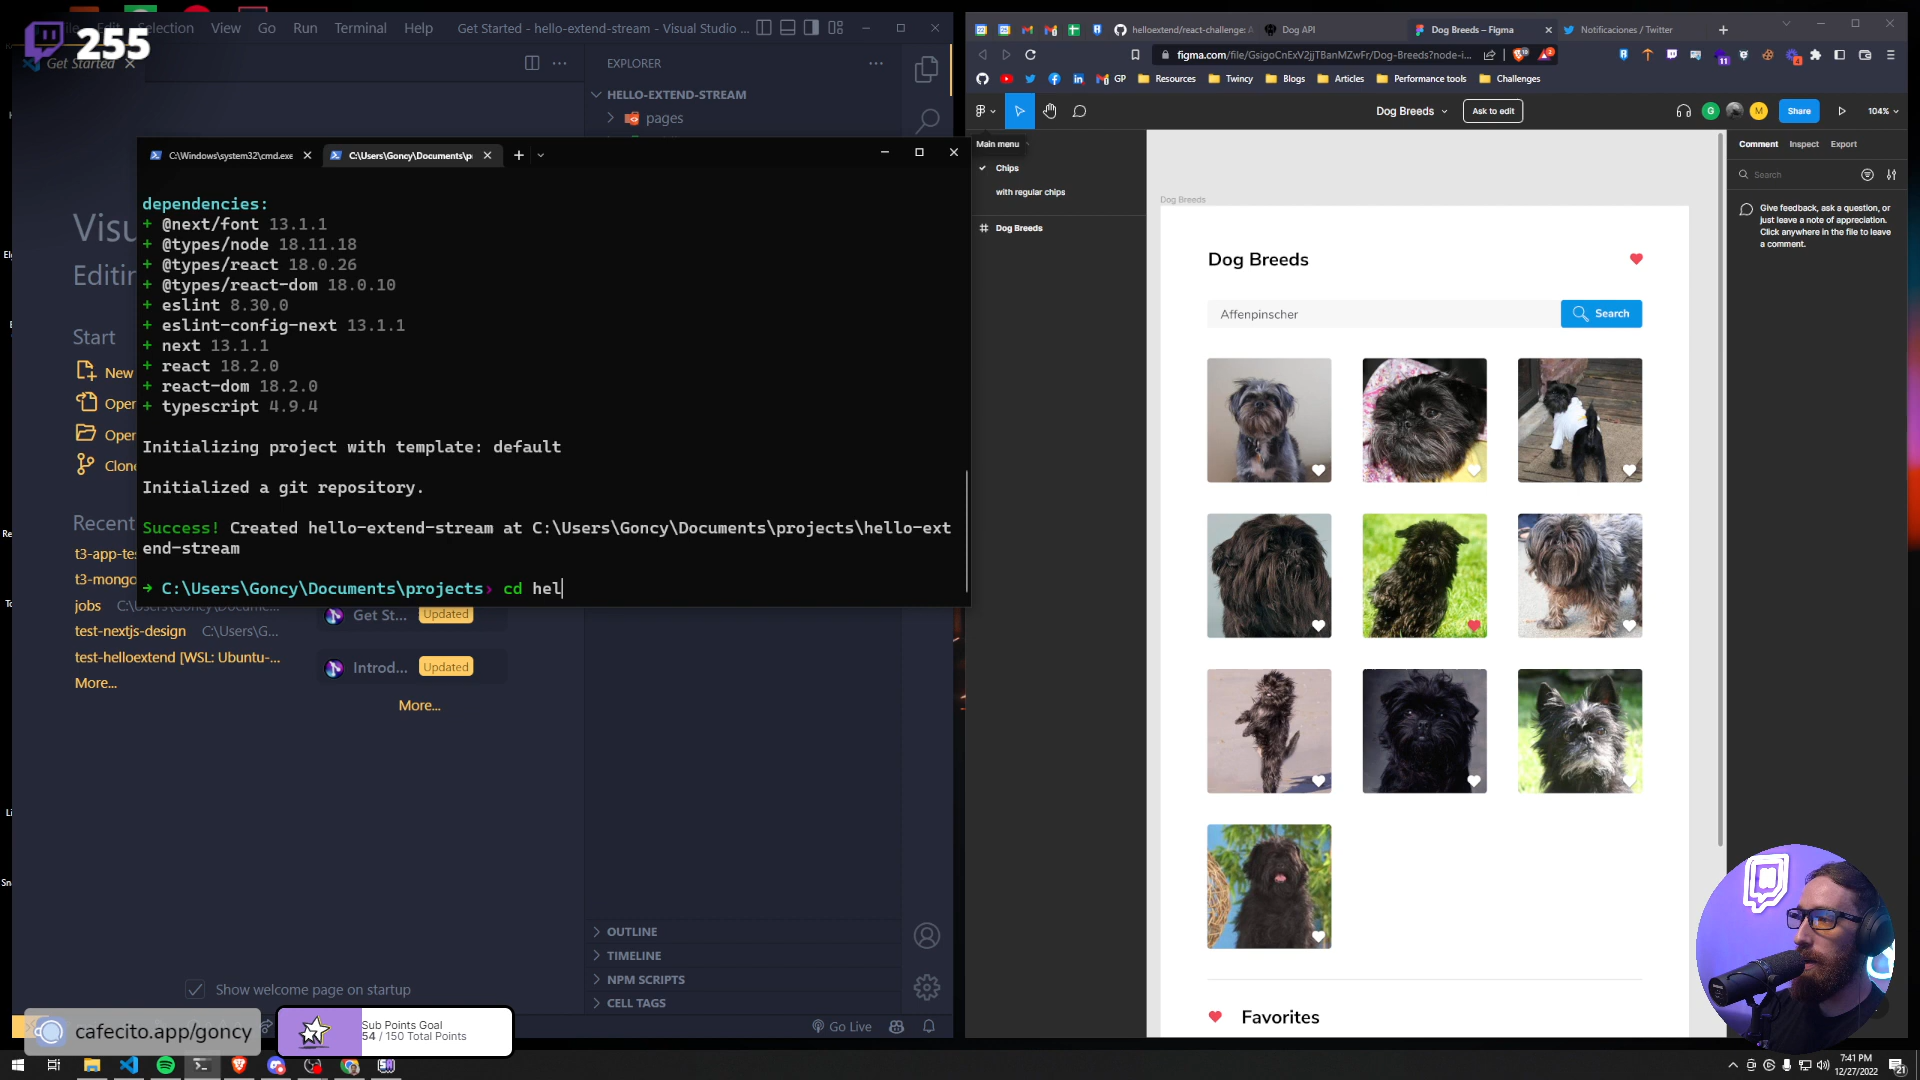 255
Selection View Go Run Terminal Help
Get Started - hello-extend-stream - Visual Studio ...
Get Started
EXPLORER
HELLO-EXTEND-STREAM
pages
C:\Windows\system32\cmd.exe
C:\Users\Goncy\Documents\p
dependencies:
+ @next/font 13.1.1
+ @types/node 18.11.18
+ @types/react 18.0.26
+ @types/react-dom 18.0.10
+ eslint 8.30.0
+ eslint-config-next 13.1.1
+ next 13.1.1
+ react 18.2.0
+ react-dom 18.2.0
+ typescript 4.9.4
Initializing project with template: default
Initialized a git repository.
Success! Created hello-extend-stream at C:\Users\Goncy\Documents\projects\hello-ext
end-stream
→ C:\Users\Goncy\Documents\projects› cd hel
Start
New
Open
Open
Clone
Recent
t3-app-te
t3-mongo
jobs
test-nextjs-design C:\Users\G...
test-helloextend [WSL: Ubuntu-...
More...
Get St... Updated
Introd... Updated
More...
Show welcome page on startup
OUTLINE
TIMELINE
NPM SCRIPTS
CELL TAGS
Go Live
cafecito.app/goncy
Sub Points Goal
54 / 150 Total Points
helloextend/react-challenge:
Dog API
Dog Breeds – Figma
Notificaciones / Twitter
figma.com/file/GsigoCnExV2jjTBanMZwFr/Dog-Breeds?node-i...
GP
Resources
Twincy
Blogs
Articles
Performance tools
Challenges
Dog Breeds
Ask to edit
G
M
Share
104%
Main menu
Chips
with regular chips
Dog Breeds
Comment Inspect Export
Search
Give feedback, ask a question, or
just leave a note of appreciation.
Click anywhere in the file to leave
a comment.
Dog Breeds
Dog Breeds
Affenpinscher
Search
Favorites
7:41 PM
12/27/2022
21